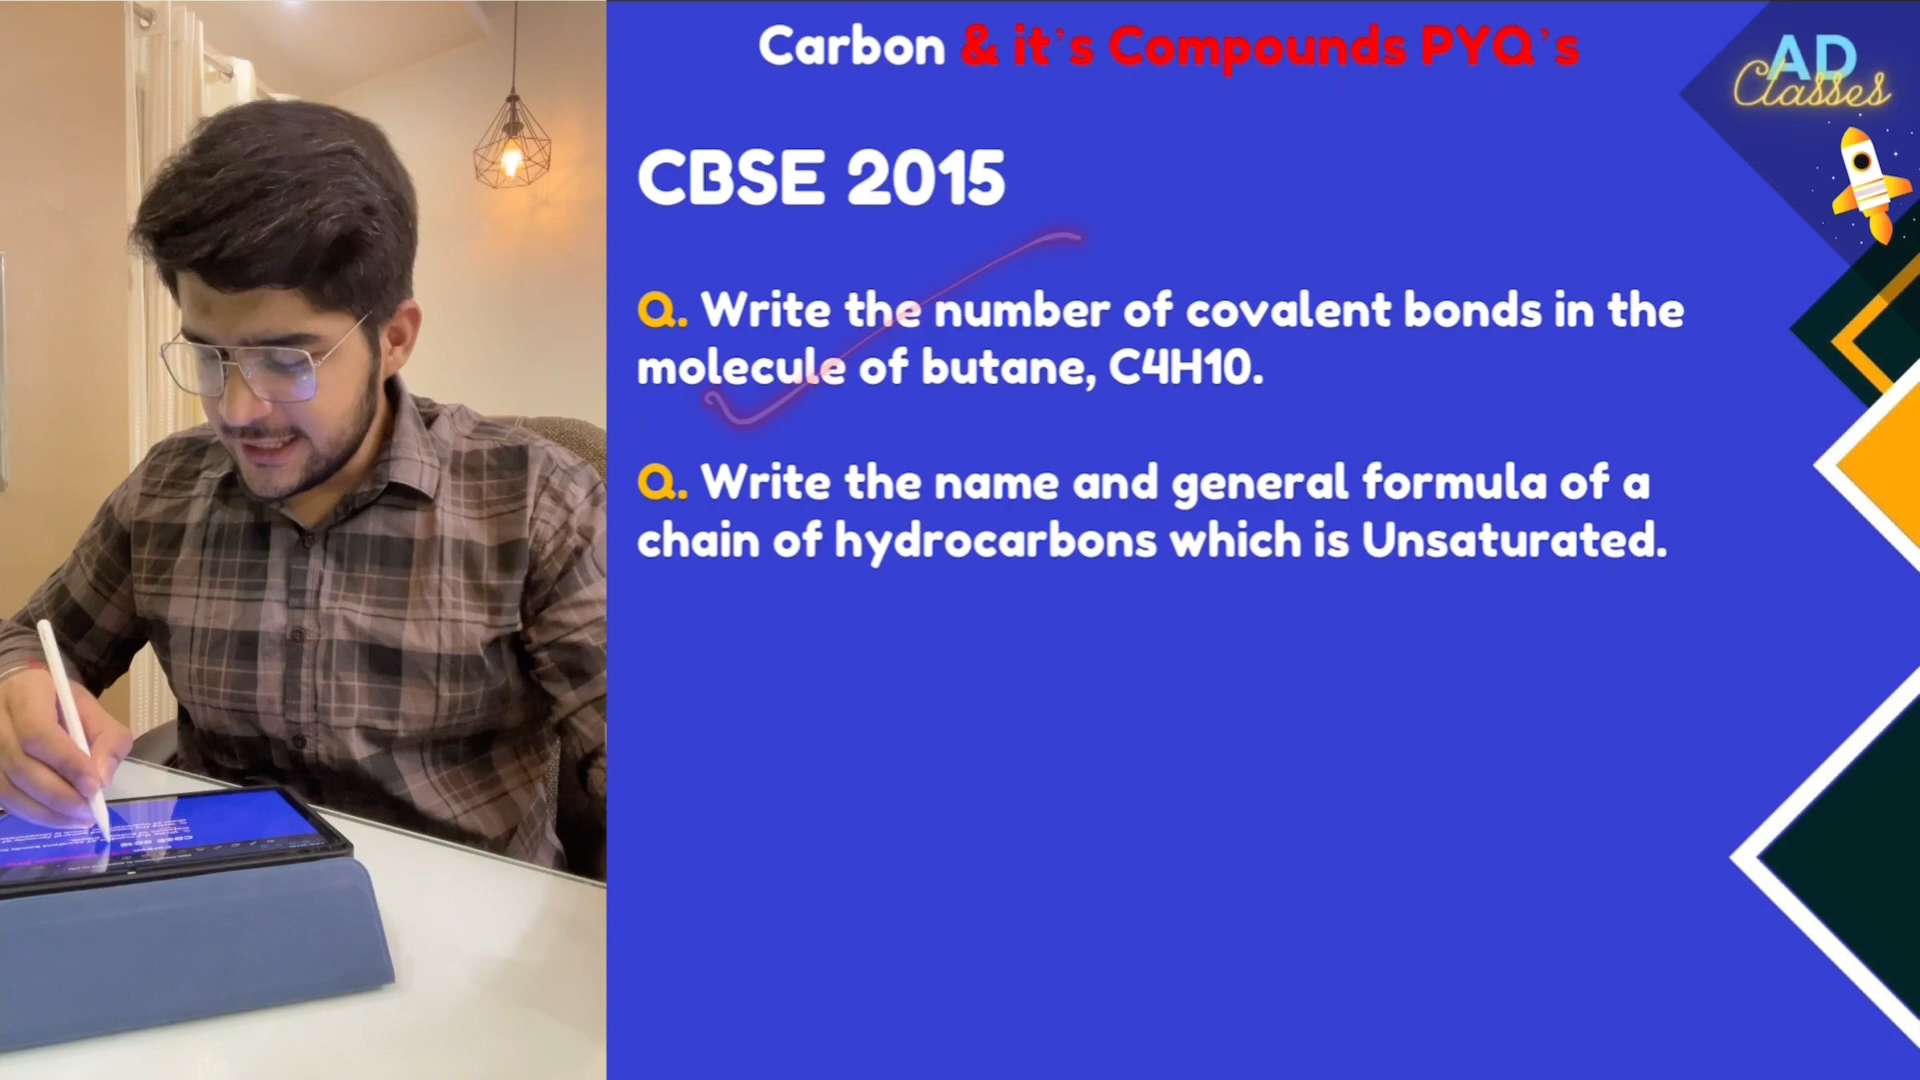 Carbon & it's Compounds PYQ's
AD
Classes
CBSE 2015
Q. Write the number of covalent bonds in the
molecule of butane, C4H10.
Q. Write the name and general formula of a
chain of hydrocarbons which is Unsaturated.